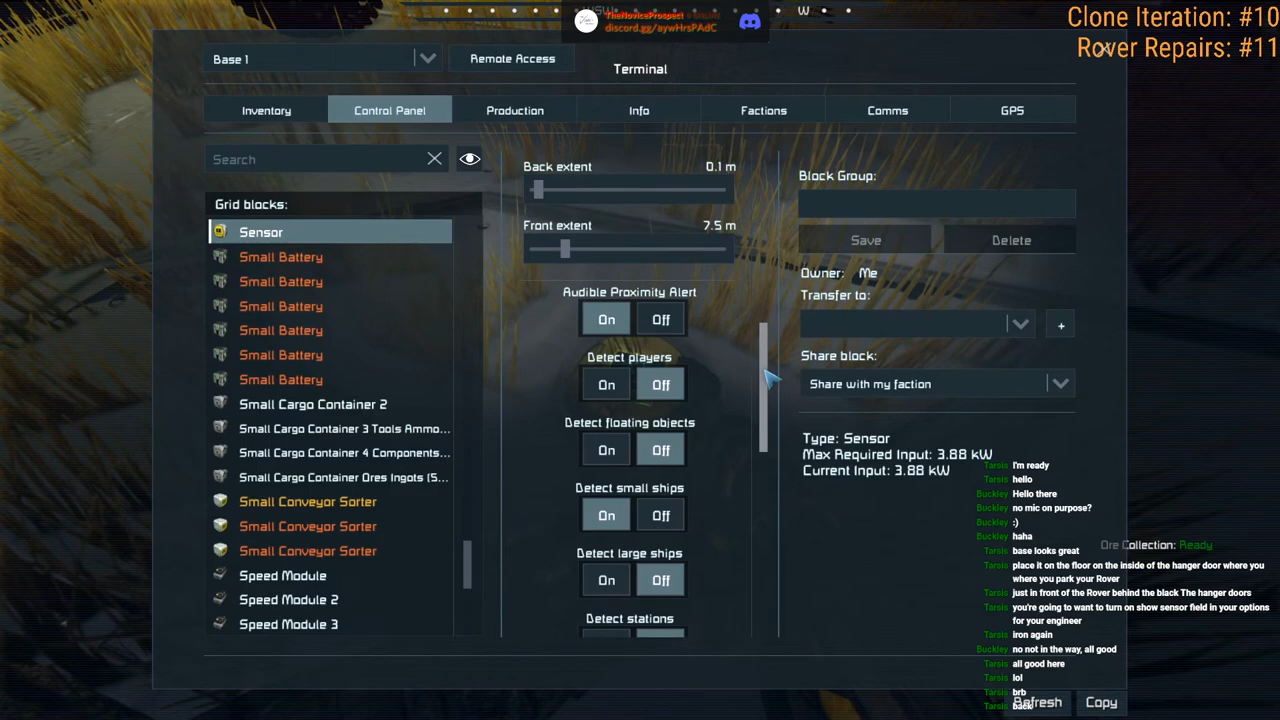 WSW
W
TheNoviceProspect
discord.gg/aywHrsPAdC
Clone Iteration: #10
Rover Repairs: #11
Base 1
Remote Access
Terminal
Inventory
Control Panel
Production
Info
Factions
Comms
GPS
Search
Grid blocks:
Sensor
Small Battery
Small Battery
Small Battery
Small Battery
Small Battery
Small Battery
Small Cargo Container 2
Small Cargo Container 3 Tools Ammo...
Small Cargo Container 4 Components...
Small Cargo Container Ores Ingots (5...
Small Conveyor Sorter
Small Conveyor Sorter
Small Conveyor Sorter
Speed Module
Speed Module 2
Speed Module 3
Back extent 0.1 m
Front extent 7.5 m
Audible Proximity Alert
On Off
Detect players
On Off
Detect floating objects
On Off
Detect small ships
On Off
Detect large ships
On Off
Detect stations
Block Group:
Save Delete
Owner: Me
Transfer to:
+
Share block:
Share with my faction
Type: Sensor
Max Required Input: 3.88 kW
Current Input: 3.88 kW
Tarsis I'm ready
Tarsis hello
Buckley Hello there
Buckley no mic on purpose?
Buckley :)
Buckley haha
Tarsis base looks great
Ore Collection: Ready
Tarsis place it on the floor on the inside of the hanger door where you
where you park your Rover
Tarsis just in front of the Rover behind the black The hanger doors
Tarsis you're going to want to turn on show sensor field in your options
for your engineer
Tarsis iron again
Buckley no not in the way, all good
Tarsis all good here
Tarsis lol
Tarsis brb
Tarsis back
Refresh
Copy